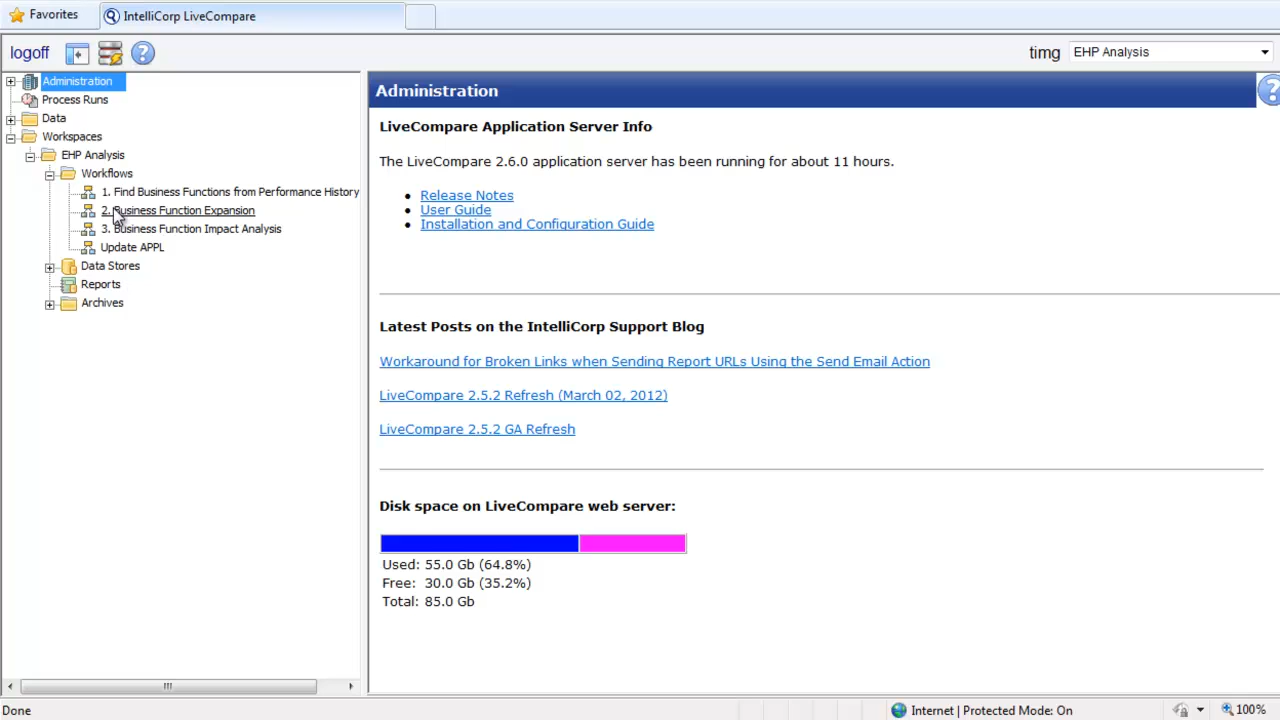 Favorites
IntelliCorp LiveCompare
logoff
timg
EHP Analysis
Administration
Process Runs
Data
Workspaces
EHP Analysis
Workflows
1. Find Business Functions from Performance History
2. Business Function Expansion
3. Business Function Impact Analysis
Update APPL
Data Stores
Reports
Archives
Administration
LiveCompare Application Server Info
The LiveCompare 2.6.0 application server has been running for about 11 hours.
Release Notes
User Guide
Installation and Configuration Guide
Latest Posts on the IntelliCorp Support Blog
Workaround for Broken Links when Sending Report URLs Using the Send Email Action
LiveCompare 2.5.2 Refresh (March 02, 2012)
LiveCompare 2.5.2 GA Refresh
Disk space on LiveCompare web server:
Used: 55.0 Gb (64.8%)
Free: 30.0 Gb (35.2%)
Total: 85.0 Gb
Done
Internet | Protected Mode: On
100%